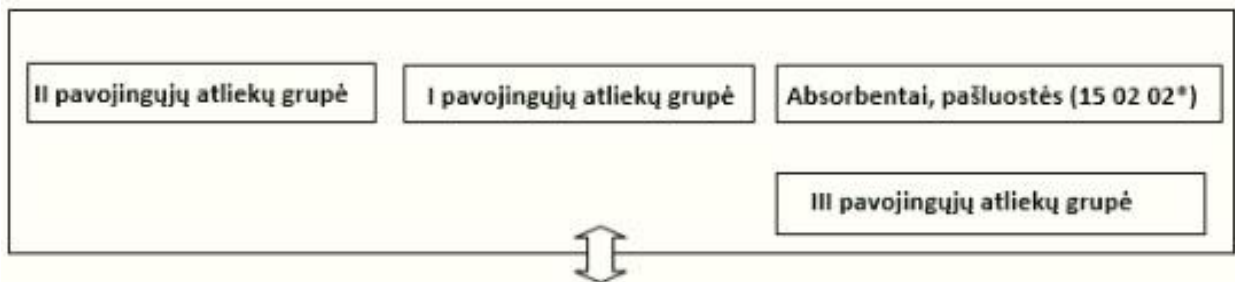 II pavojingųjų atliekų grupė
I pavojingųjų atliekų grupė
Absorbentai, pašluostės (15 02 02*)
III pavojingųjų atliekų grupė